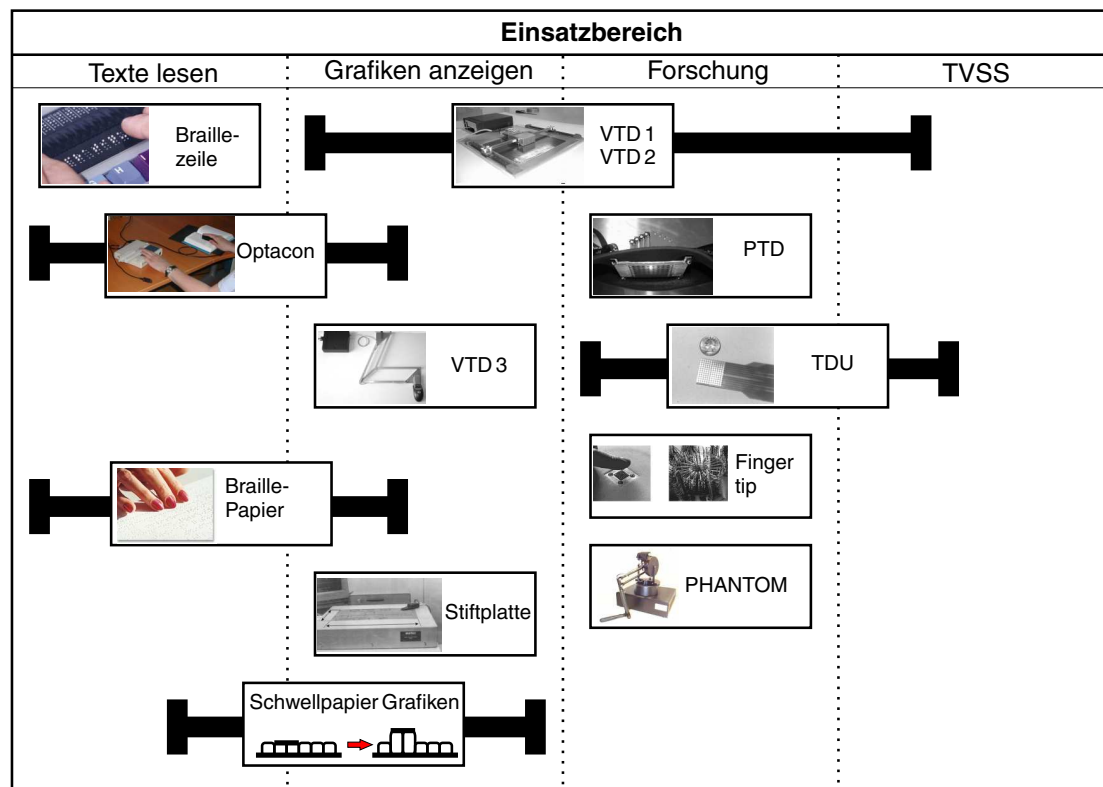 Einsatzbereich
Texte lesen
Grafiken anzeigen
Forschung
TVSS
Braille-
zeile
VTD 1
VTD 2
Optacon
PTD
VTD 3
TDU
Braille-
Papier
Finger
tip
Stiftplatte
PHANTOM
Schwellpapier Grafiken